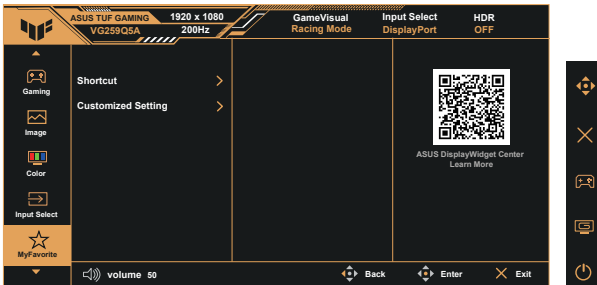 ASUS TUF GAMING 1920 x 1080 GameVisual Input Select HDR
VG259Q5A 200Hz Racing Mode DisplayPort OFF
Gaming
Image
Color
Input Select
MyFavorite
Shortcut
Customized Setting
ASUS DisplayWidget Center
Learn More
volume 50 Back Enter Exit